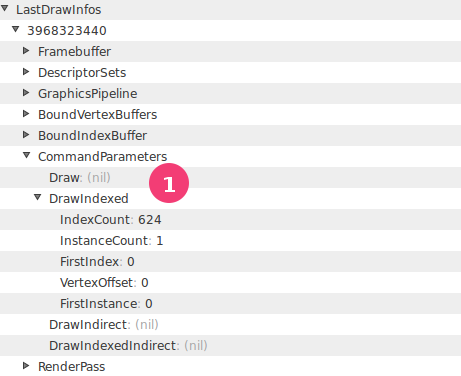 LastDrawInfos
3968323440
Framebuffer
DescriptorSets
GraphicsPipeline
BoundVertexBuffers
BoundIndexBuffer
CommandParameters
Draw: (nil)
1
DrawIndexed
IndexCount: 624
InstanceCount: 1
FirstIndex: 0
VertexOffset: 0
FirstInstance: 0
DrawIndirect: (nil)
DrawIndexedIndirect: (nil)
RenderPass